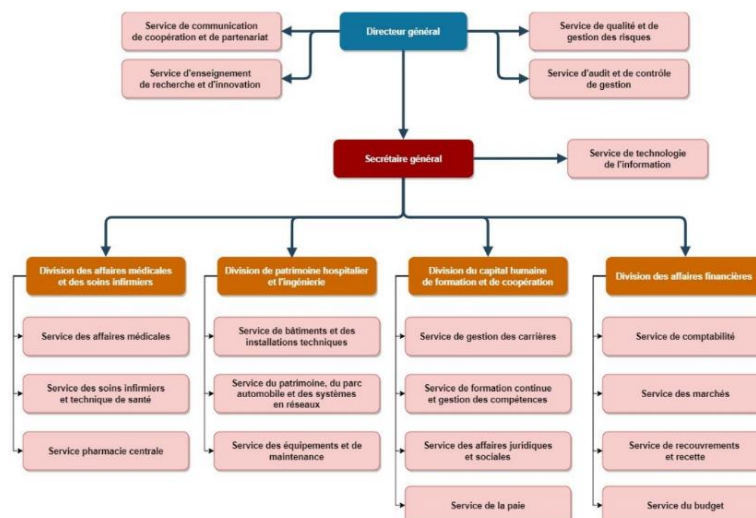 Service de communication
de coopération et de partenariat
Directeur général
Service de qualité et de
gestion des risques
Service d'enseignement
de recherche et d'innovation
Service d'audit et de contrôle
de gestion
Secrétaire général
Service de technologie
de l'information
Division des affaires médicales
et des soins infirmiers
Division de patrimoine hospitalier
et l'ingénierie
Division du capital humaine
de formation et de coopération
Division des affaires financières
Service des affaires médicales
Service de bâtiments et des
installations techniques
Service de gestion des carrières
Service de comptabilité
Service des soins infirmiers
et technique de santé
Service du patrimoine, du parc
automobile et des systèmes
en réseaux
Service de formation continue
et gestion des compétences
Service des marchés
Service pharmacie centrale
Service des équipements et de
maintenance
Service des affaires juridiques
et sociales
Service de recouvrements
et recette
Service de la paie
Service du budget